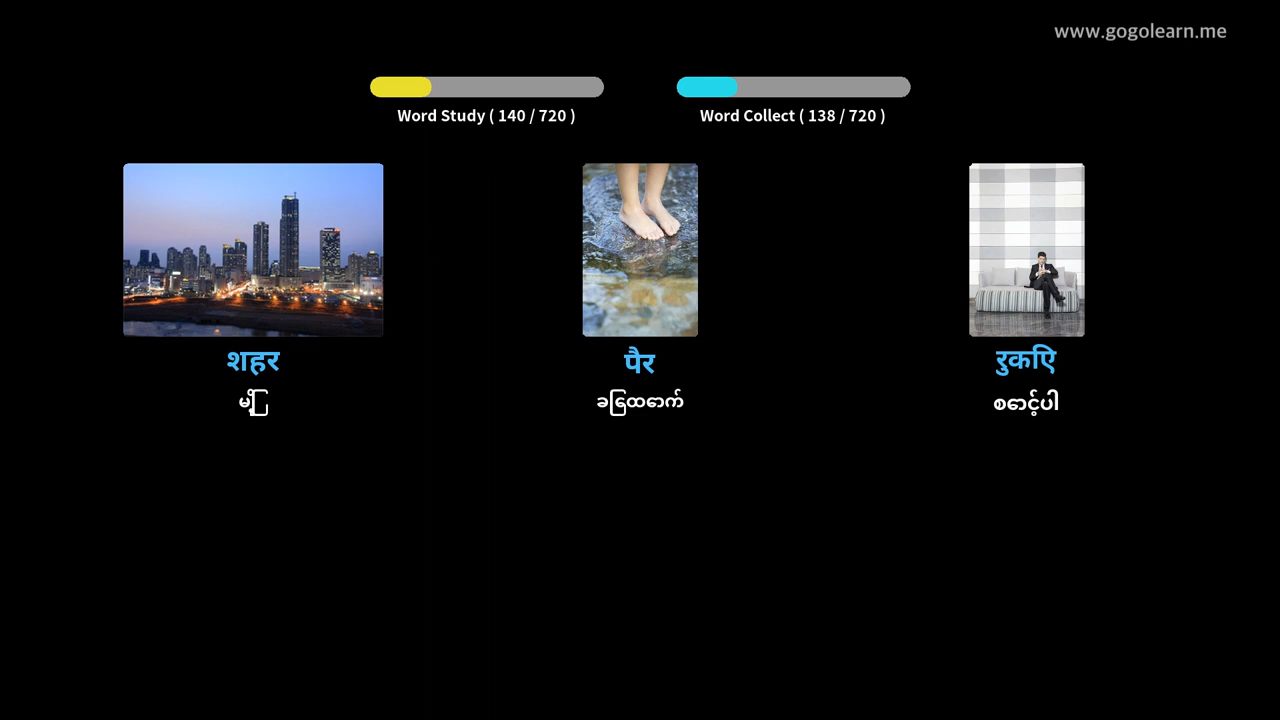 www.gogolearn.me
Word Study ( 140 / 720 )
Word Collect ( 138 / 720 )
शहर
पैर
रुकिए
မြို့
ခြေထောက်
စောင့်ပါ